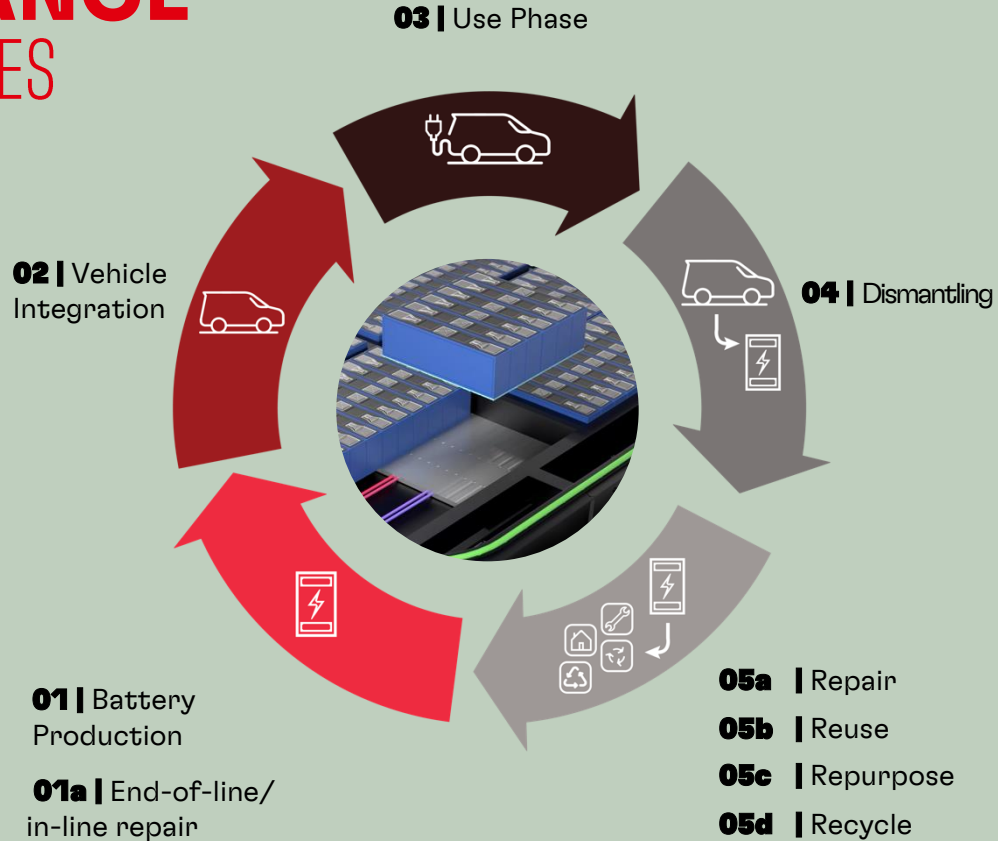 ES
03 | Use Phase
02 | Vehicle
Integration
04 | Dismantling
01 | Battery
Production
01a | End-of-line/
in-line repair
05a | Repair
05b | Reuse
05c | Repurpose
05d | Recycle